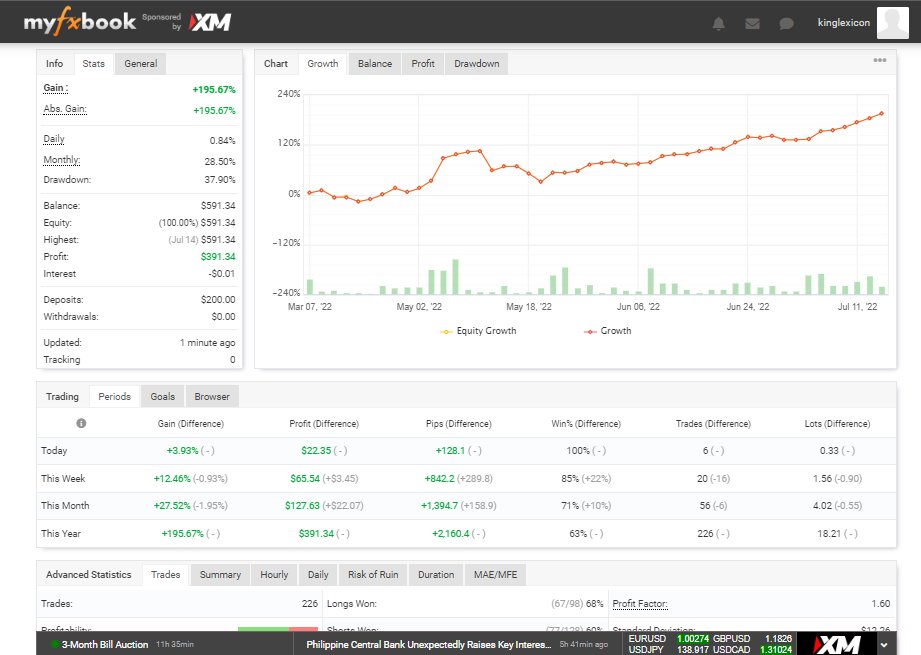 myfxbook Sponsored by XM kinglexicon
Info Stats General
Gain : +195.67%
Abs. Gain: +195.67%
Daily 0.84%
Monthly: 28.50%
Drawdown: 37.90%
Balance: $591.34
Equity: (100.00%) $591.34
Highest: (Jul 14) $591.34
Profit: $391.34
Interest -$0.01
Deposits: $200.00
Withdrawals: $0.00
Updated: 1 minute ago
Tracking 0
Chart Growth Balance Profit Drawdown
240%
120%
0%
-120%
-240%
Mar 07, '22 May 02, '22 May 18, '22 Jun 06, '22 Jun 24, '22 Jul 11, '22
Equity Growth Growth
Trading Periods Goals Browser
Gain (Difference) Profit (Difference) Pips (Difference) Win% (Difference) Trades (Difference) Lots (Difference)
Today +3.93% ( - ) $22.35 ( - ) +128.1 ( - ) 100% ( - ) 6 ( - ) 0.33 ( - )
This Week +12.46% (-0.93%) $65.54 (+$3.45) +842.2 (+289.8) 85% (+22%) 20 (-16) 1.56 (-0.90)
This Month +27.52% (-1.95%) $127.63 (+$22.07) +1,394.7 (+158.9) 71% (+10%) 56 (-6) 4.02 (-0.55)
This Year +195.67% ( - ) $391.34 ( - ) +2,160.4 ( - ) 63% ( - ) 226 ( - ) 18.21 ( - )
Advanced Statistics Trades Summary Hourly Daily Risk of Ruin Duration MAE/MFE
Trades: 226 Longs Won: (67/98) 68% Profit Factor: 1.60
Profitability: Shorts Won: (77/128) 60% Standard Deviation: $12.26
3-Month Bill Auction 11h 35min Philippine Central Bank Unexpectedly Raises Key Interes... 5h 41min ago
EURUSD 1.00274 GBPUSD 1.1826
USDJPY 138.917 USDCAD 1.31024
XM